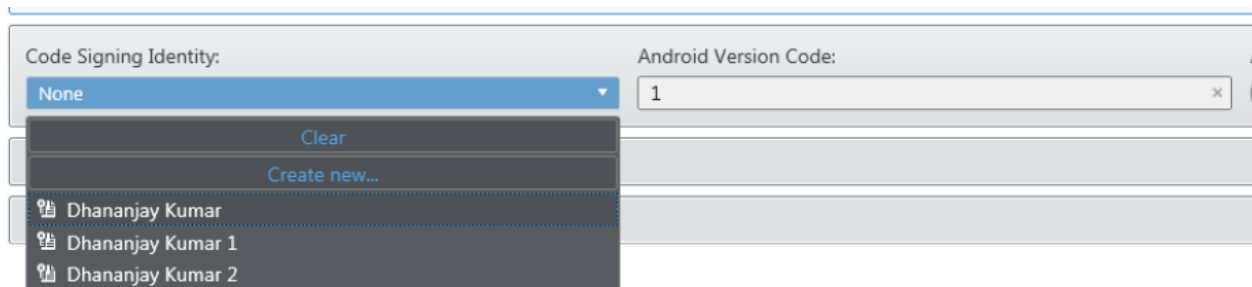 Code Signing Identity:
Android Version Code:
None
1
Clear
Create new...
Dhananjay Kumar
Dhananjay Kumar 1
Dhananjay Kumar 2